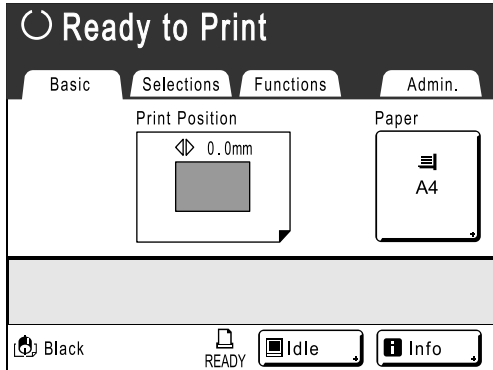 Ready to Print
Basic Selections Functions Admin.
Print Position Paper
0.0mm
A4
Black READY Idle Info